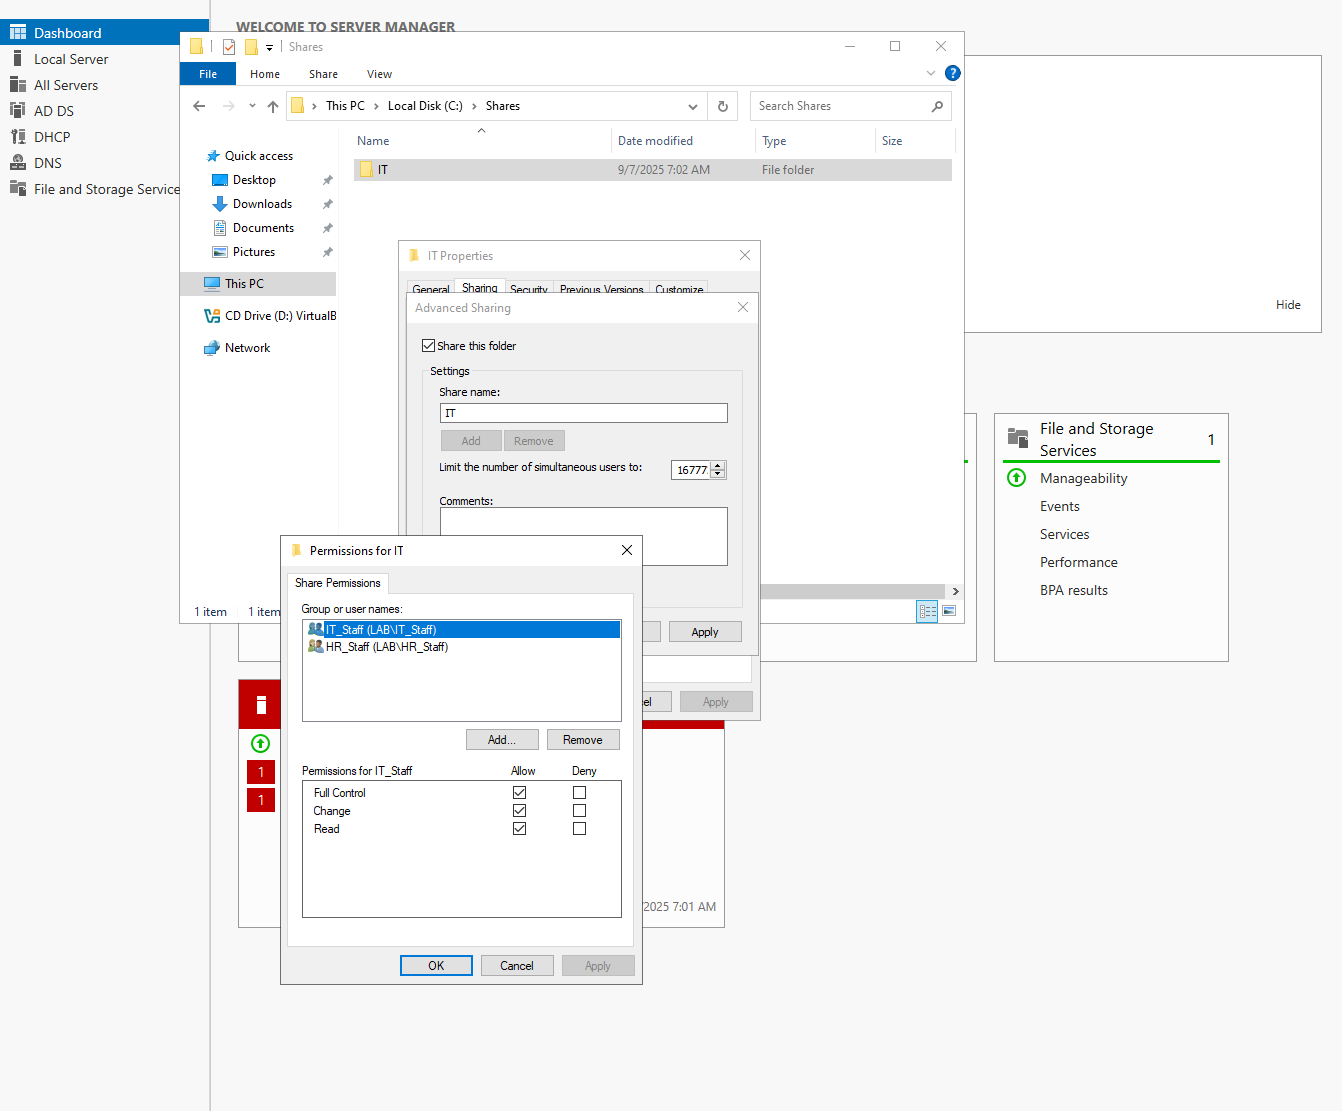 WELCOME TO SERVER MANAGER
Dashboard
Local Server
All Servers
AD DS
DHCP
DNS
File and Storage Service
Shares
File
Home
Share
View
This PC
Local Disk (C:)
Shares
Search Shares
Name
Date modified
Type
Size
IT
9/7/2025 7:02 AM
File folder
Quick access
Desktop
Downloads
Documents
Pictures
This PC
CD Drive (D:) VirtualB
Network
1 item
1 item
IT Properties
General
Sharing
Security
Previous Versions
Customize
Advanced Sharing
Share this folder
Settings
Share name:
IT
Add
Remove
Limit the number of simultaneous users to:
16777
Comments:
Apply
Apply
Permissions for IT
Share Permissions
Group or user names:
IT_Staff (LAB\IT_Staff)
HR_Staff (LAB\HR_Staff)
Add...
Remove
Permissions for IT_Staff
Allow
Deny
Full Control
Change
Read
OK
Cancel
Apply
Hide
File and Storage
Services
1
Manageability
Events
Services
Performance
BPA results
1
1
/2025 7:01 AM